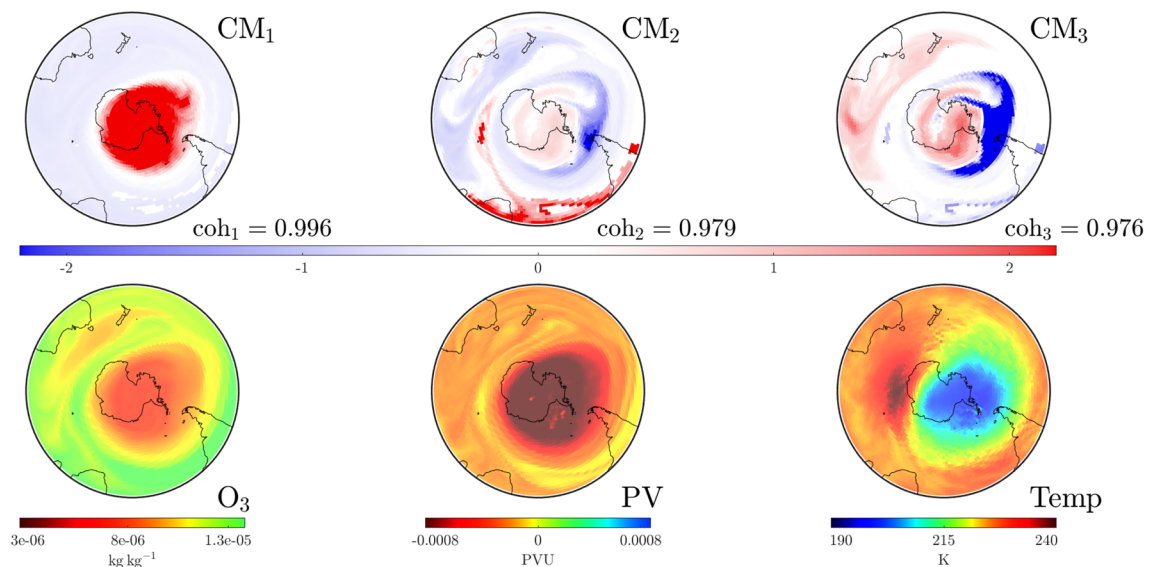 CM₁
CM₂
CM₃
coh₁ = 0.996
coh₂ = 0.979
coh₃ = 0.976
-2 -1 0 1 2
O₃
PV
Temp
3e-06 8e-06 1.3e-05
kg kg⁻¹
-0.0008 0 0.0008
PVU
190 215 240
K